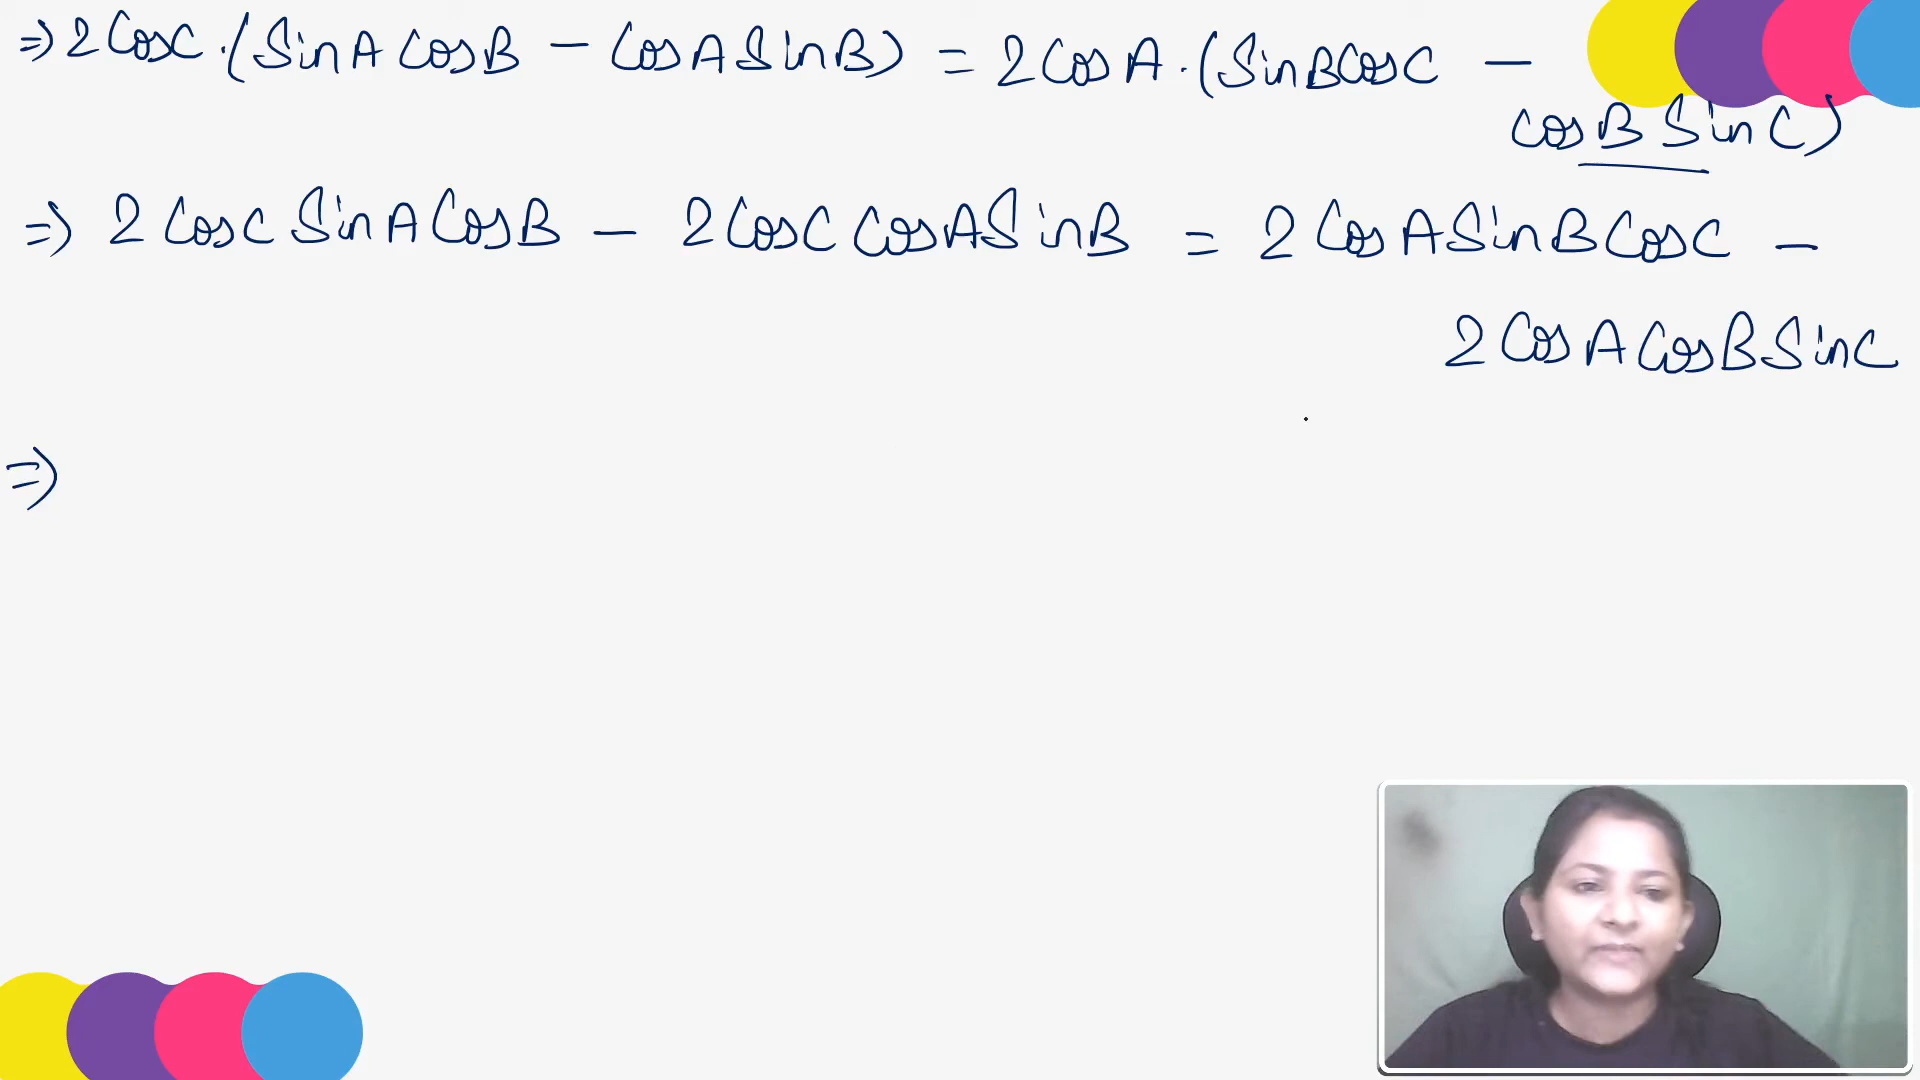 ⇒ 2 Cos C . (Sin A Cos B − Cos A Sin B) = 2 Cos A . (Sin B Cos C −
Cos B Sin C)
⇒ 2 Cos C Sin A Cos B − 2 Cos C Cos A Sin B = 2 Cos A Sin B Cos C −
2 Cos A Cos B Sin C
⇒